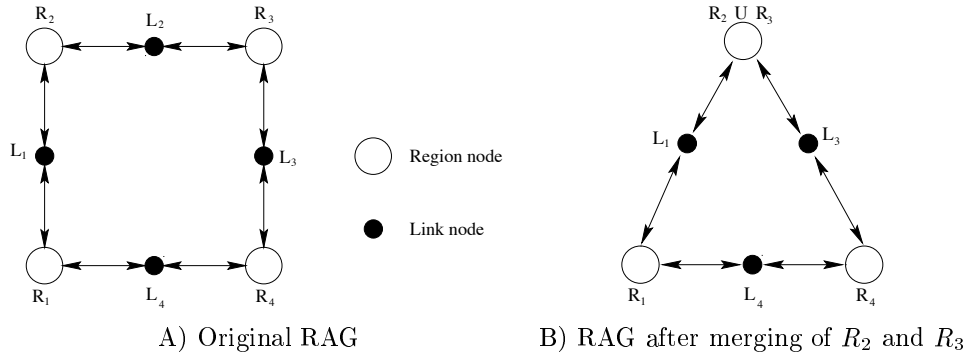 R2 L2 R3
R2 U R3
L1 L3
Region node
Link node
L1 L3
R1 L4 R4
R1 L4 R4
A) Original RAG
B) RAG after merging of R2 and R3